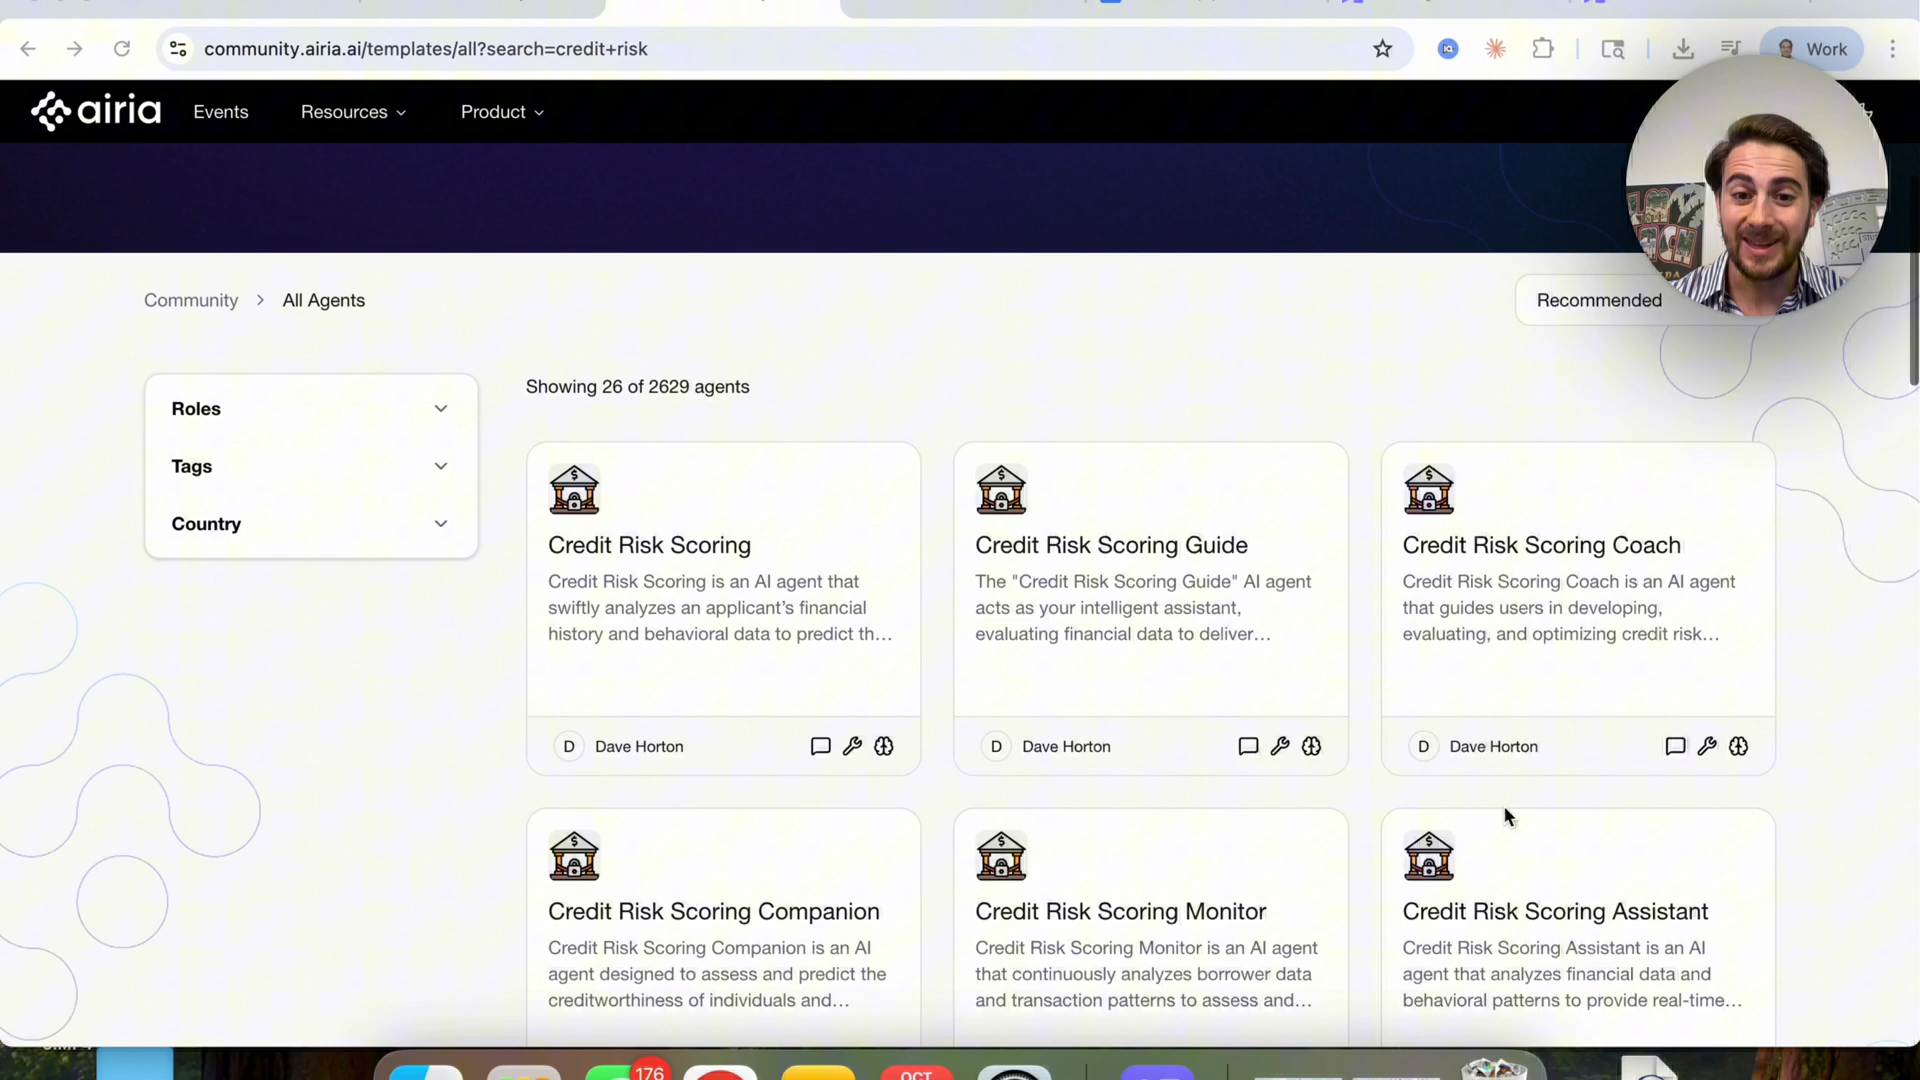 community.airia.ai/templates/all?search=credit+risk
Work
airia
Events
Resources
Product
Community > All Agents
Recommended
Roles
Tags
Country
Showing 26 of 2629 agents
Credit Risk Scoring
Credit Risk Scoring is an AI agent that
swiftly analyzes an applicant's financial
history and behavioral data to predict th...
D Dave Horton
Credit Risk Scoring Guide
The "Credit Risk Scoring Guide" AI agent
acts as your intelligent assistant,
evaluating financial data to deliver...
D Dave Horton
Credit Risk Scoring Coach
Credit Risk Scoring Coach is an AI agent
that guides users in developing,
evaluating, and optimizing credit risk...
D Dave Horton
Credit Risk Scoring Companion
Credit Risk Scoring Companion is an AI
agent designed to assess and predict the
creditworthiness of individuals and...
Credit Risk Scoring Monitor
Credit Risk Scoring Monitor is an AI agent
that continuously analyzes borrower data
and transaction patterns to assess and...
Credit Risk Scoring Assistant
Credit Risk Scoring Assistant is an AI
agent that analyzes financial data and
behavioral patterns to provide real-time...
176
OCT